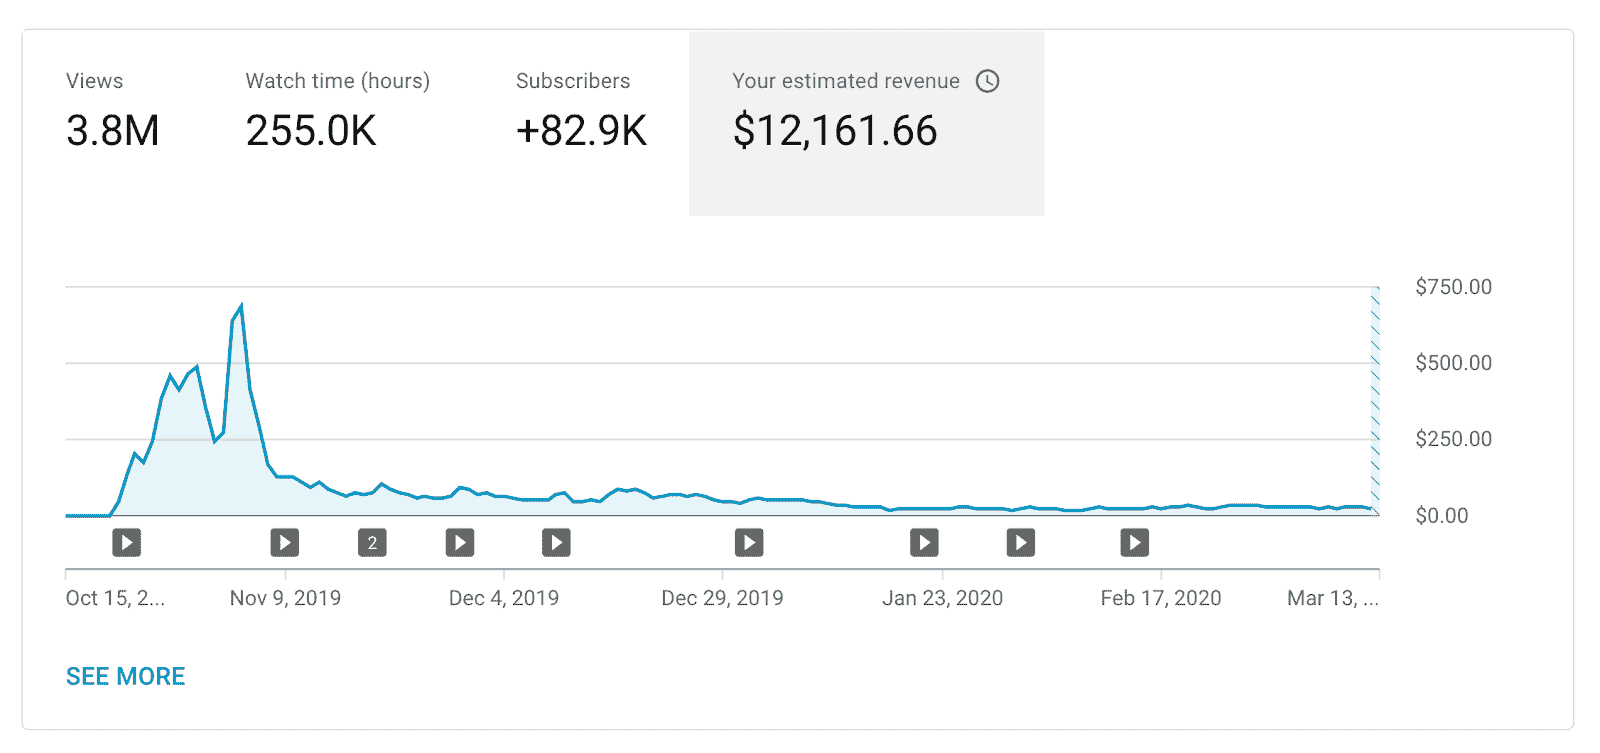 Views Watch time (hours) Subscribers Your estimated revenue
3.8M 255.0K +82.9K $12,161.66
$750.00
$500.00
$250.00
$0.00
2
Oct 15, 2... Nov 9, 2019 Dec 4, 2019 Dec 29, 2019 Jan 23, 2020 Feb 17, 2020 Mar 13, ...
SEE MORE